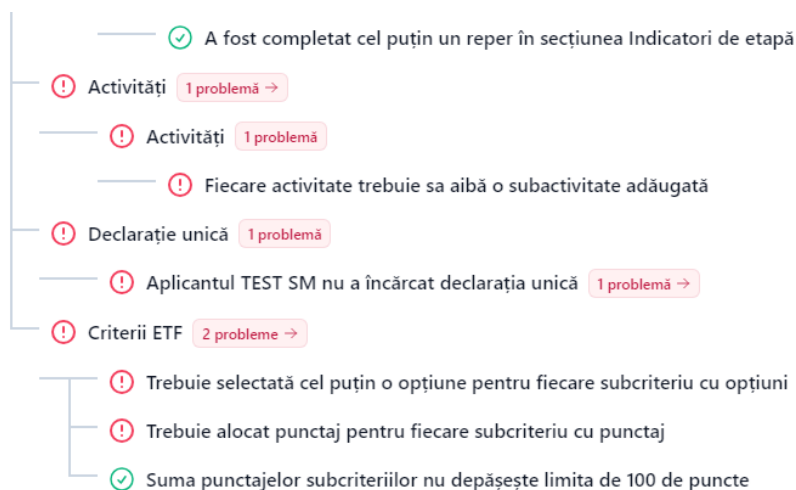 A fost completat cel puțin un reper în secțiunea Indicatori de etapă
Activități 1 problemă →
Activități 1 problemă
Fiecare activitate trebuie sa aibă o subactivitate adăugată
Declarație unică 1 problemă
Aplicantul TEST SM nu a încărcat declarația unică 1 problemă →
Criterii ETF 2 probleme →
Trebuie selectată cel puțin o opțiune pentru fiecare subcriteriu cu opțiuni
Trebuie alocat punctaj pentru fiecare subcriteriu cu punctaj
Suma punctajelor subcriteriilor nu depășește limita de 100 de puncte